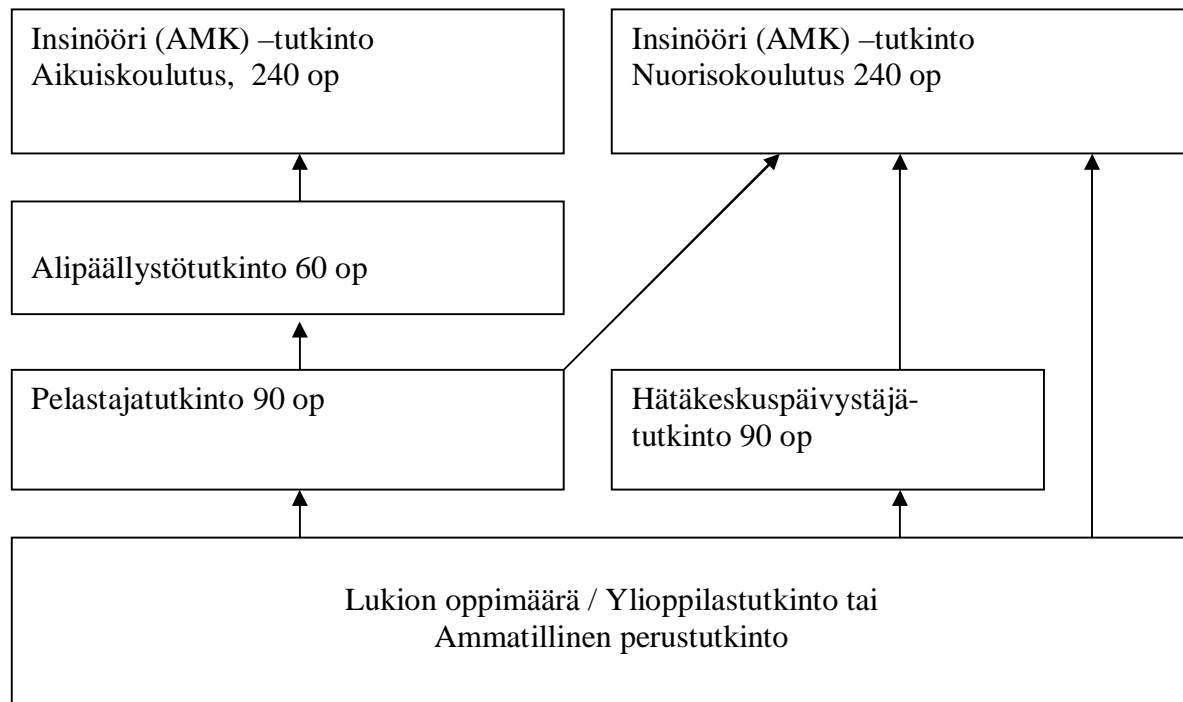 Insinööri (AMK) –tutkinto
Aikuiskoulutus,  240 op
Insinööri (AMK) –tutkinto
Nuorisokoulutus 240 op
Alipäällystötutkinto 60 op
Pelastajatutkinto 90 op
Hätäkeskuspäivystäjä-
tutkinto 90 op
Lukion oppimäärä / Ylioppilastutkinto tai
Ammatillinen perustutkinto